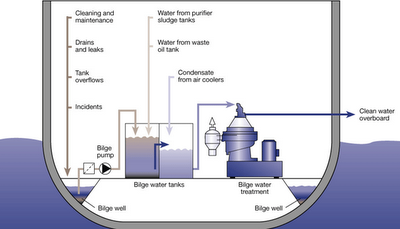 Cleaning and
maintenance
Drains
and leaks
Tank
overflows
Incidents
Water from purifier
sludge tanks
Water from waste
oil tank
Condensate
from air coolers
Clean water
overboard
Bilge
pump
Bilge water tanks
Bilge water
treatment
Bilge well
Bilge well